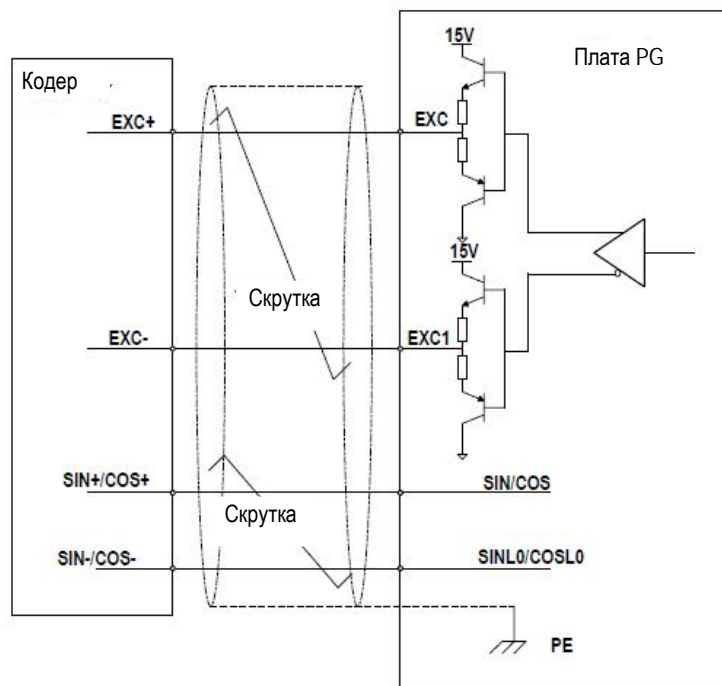 15V
Плата PG
Кодер
EXC+
EXC
15V
Скрутка
EXC-
EXC1
SIN+/COS+
SIN/COS
Скрутка
SIN-/COS-
SINL0/COSL0
PE